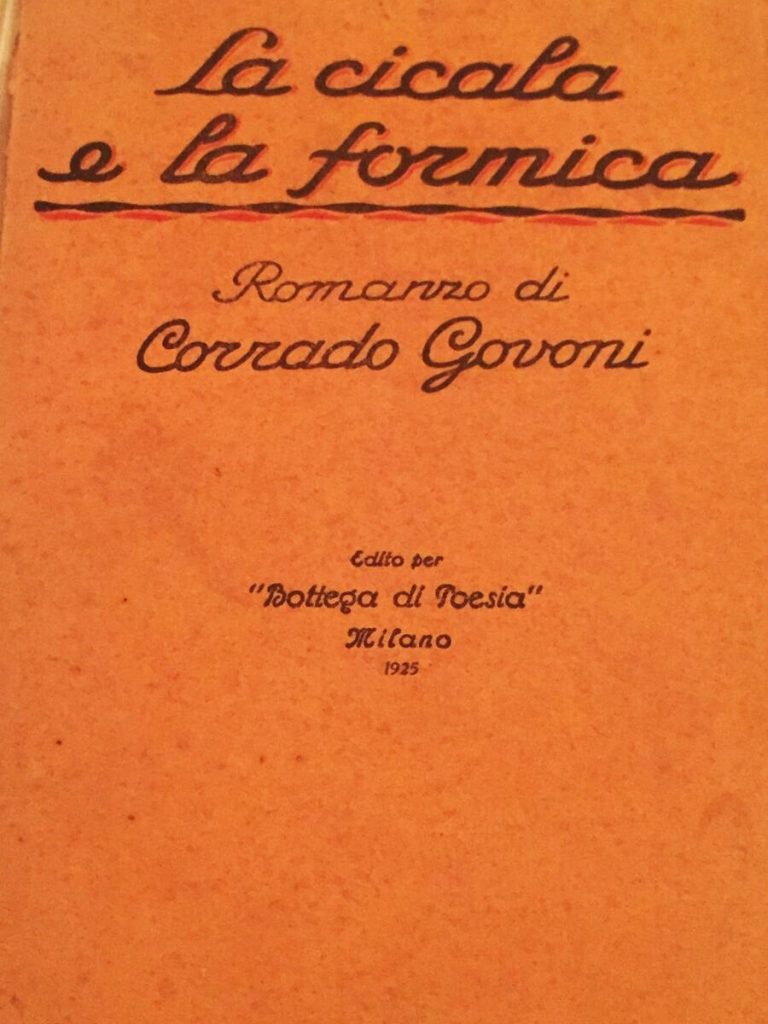 La cicala
e la formica
Romanzo di
Corrado Govoni
Edito per
"Bottega di Poesia"
Milano
1925